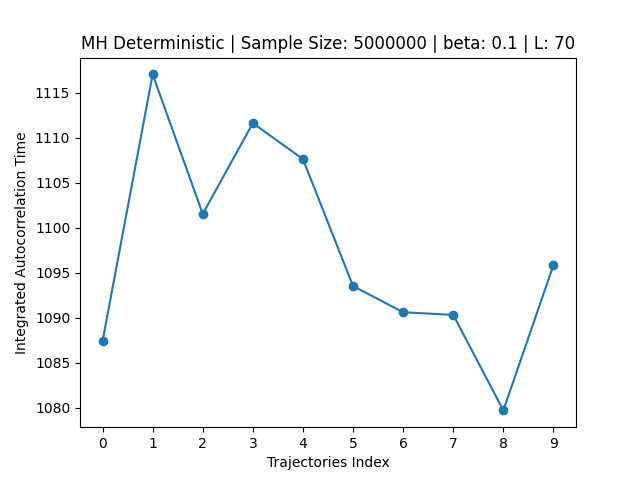 MH Deterministic | Sample Size: 5000000 | beta: 0.1 | L: 70
Integrated Autocorrelation Time
1115
1110
1105
1100
1095
1090
1085
1080
0 1 2 3 4 5 6 7 8 9
Trajectories Index